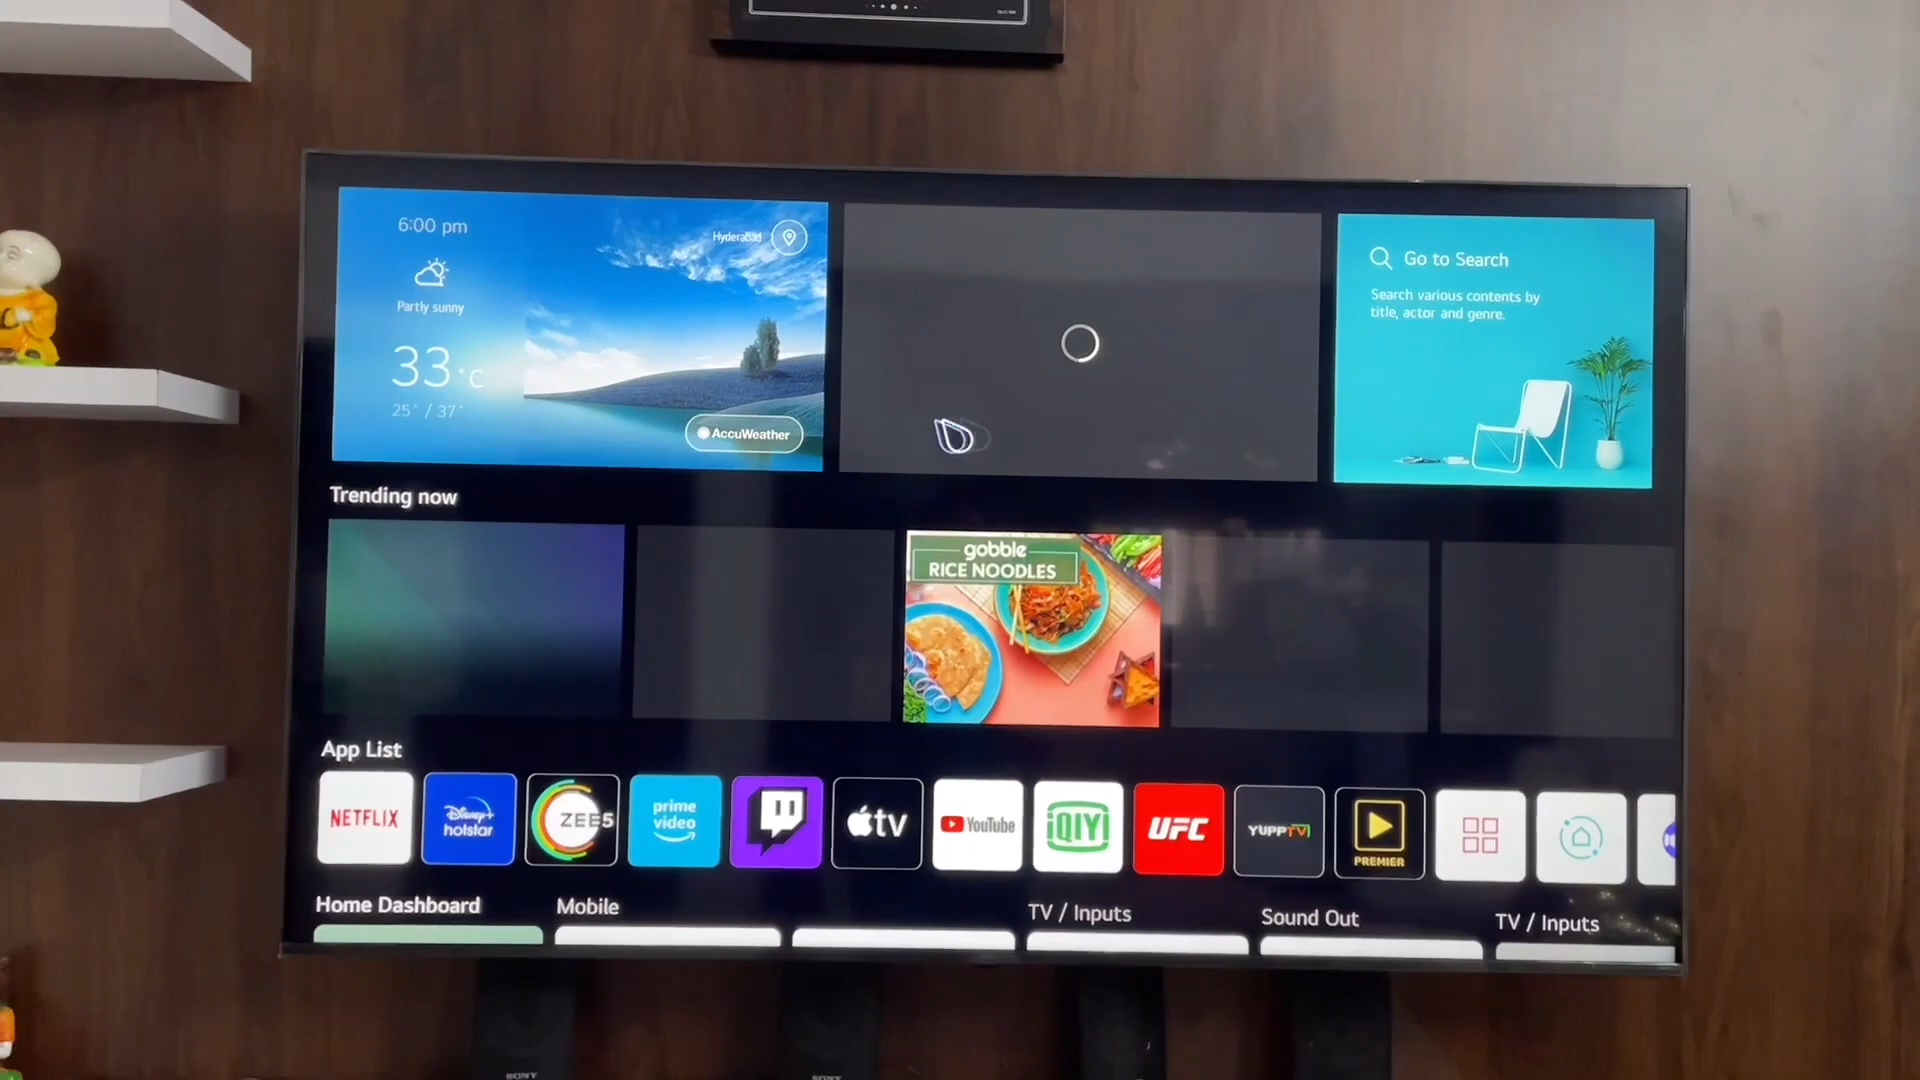 6:00 pm
Hyderabad
Partly sunny
33°C
25° / 37°
AccuWeather
Go to Search
Search various contents by
title, actor and genre.
Trending now
gobble
RICE NOODLES
App List
NETFLIX
Disney+
hotstar
ZEE5
prime
video
tv
YouTube
iQIYI
UFC
YUPPTV
PREMIER
Home Dashboard
Mobile
TV / Inputs
Sound Out
TV / Inputs
SONY
SONY